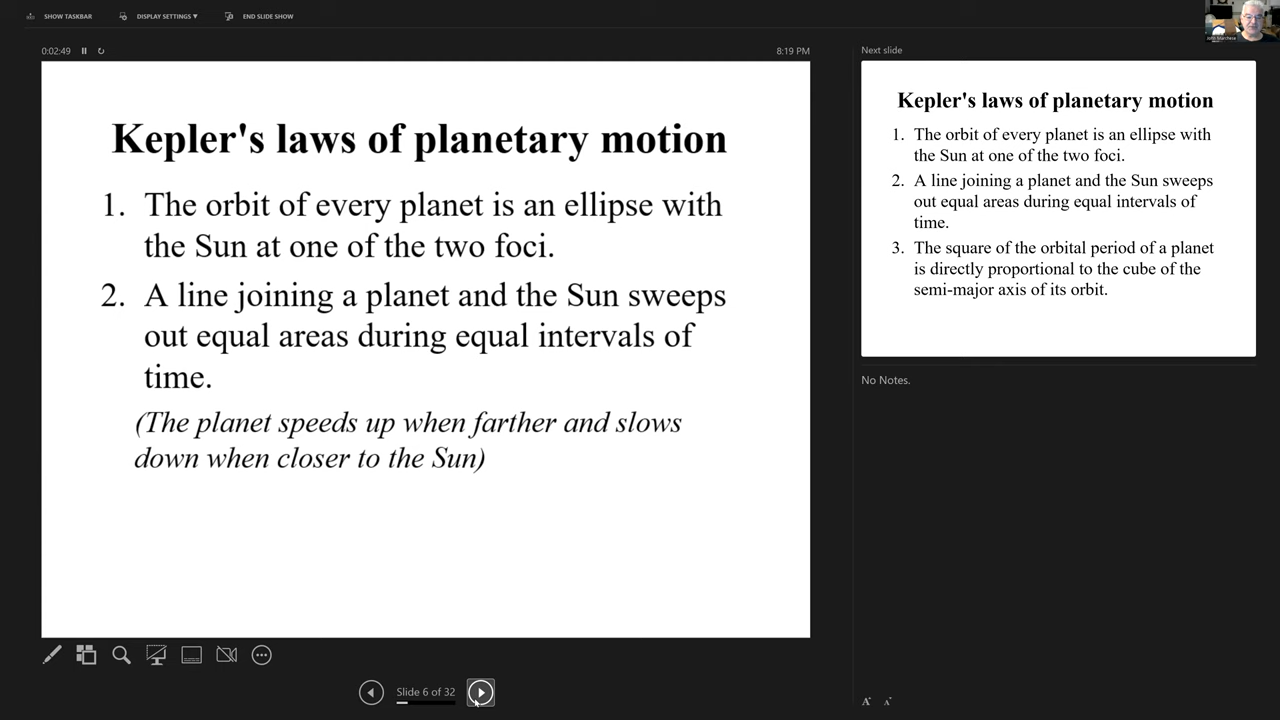 SHOW TASKBAR
DISPLAY SETTINGS ▼
END SLIDE SHOW
0:02:49
8:19 PM
Kepler's laws of planetary motion
1. The orbit of every planet is an ellipse with
the Sun at one of the two foci.
2. A line joining a planet and the Sun sweeps
out equal areas during equal intervals of
time.
(The planet speeds up when farther and slows
down when closer to the Sun)
Slide 6 of 32
Next slide
Kepler's laws of planetary motion
1. The orbit of every planet is an ellipse with
the Sun at one of the two foci.
2. A line joining a planet and the Sun sweeps
out equal areas during equal intervals of
time.
3. The square of the orbital period of a planet
is directly proportional to the cube of the
semi-major axis of its orbit.
No Notes.
A
A
John Marchese